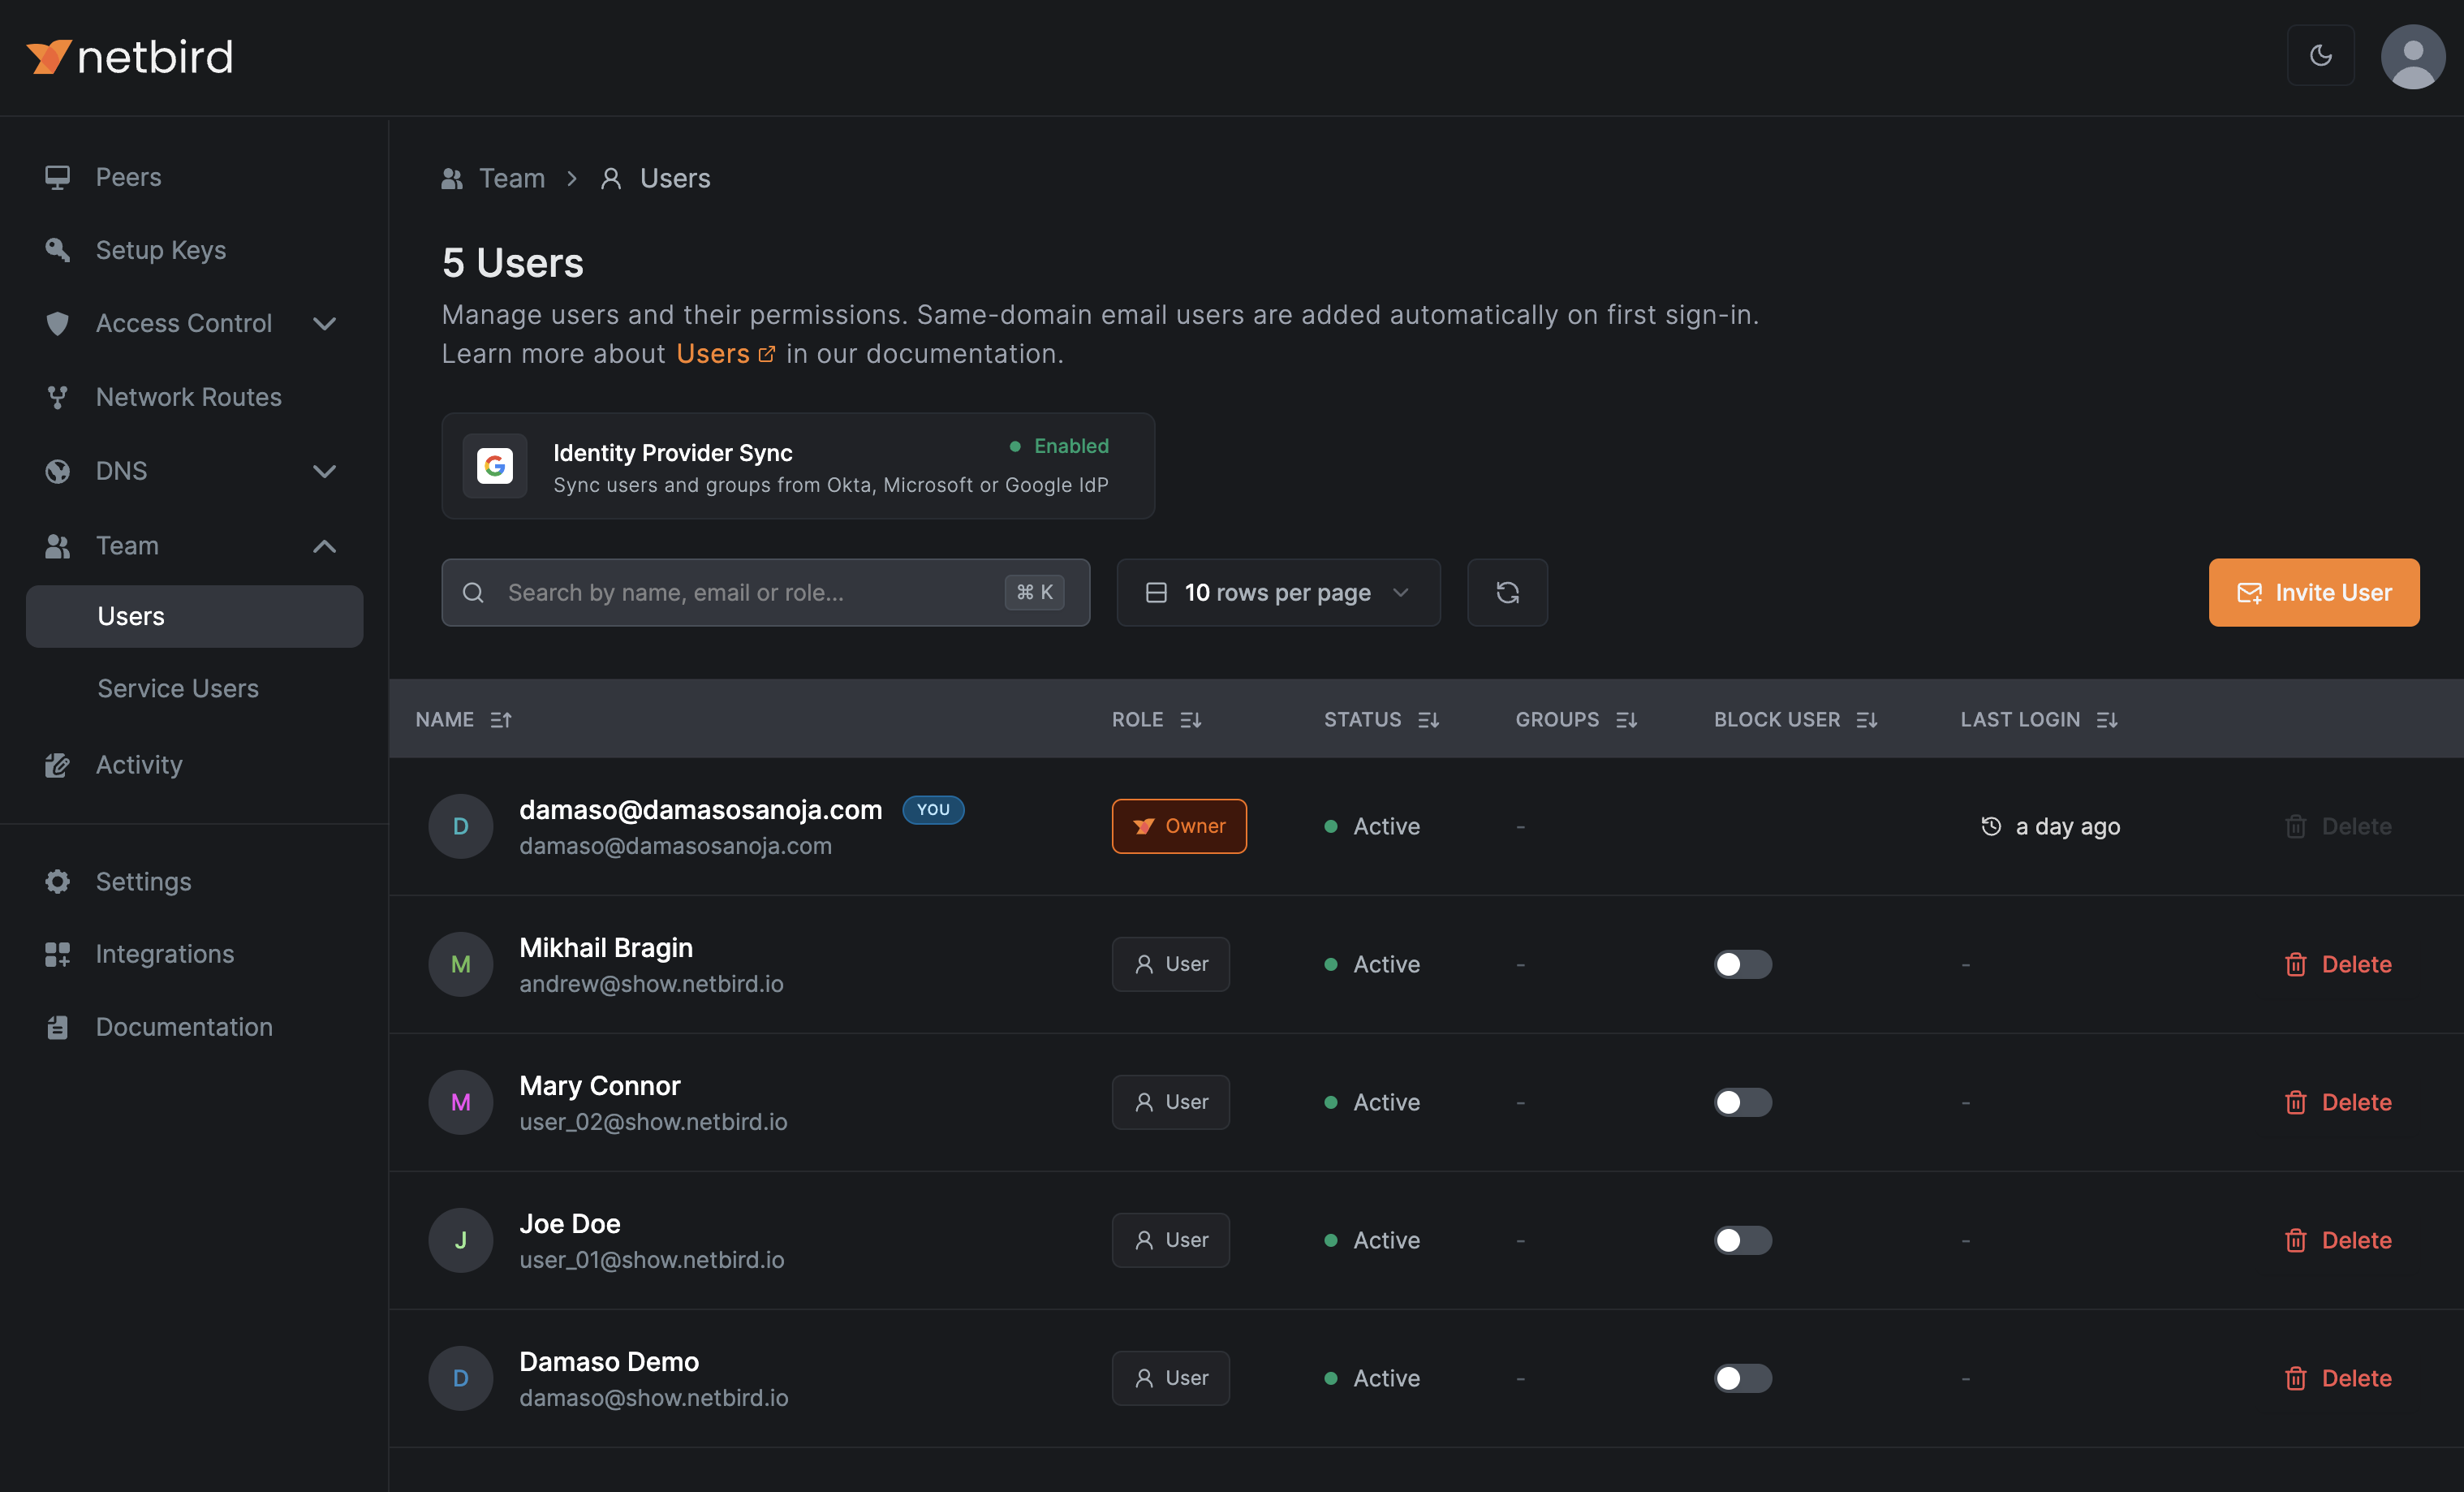 netbird
Peers
Setup Keys
Access Control
Network Routes
DNS
Team
Users
Service Users
Activity
Settings
Integrations
Documentation
Team > Users
5 Users
Manage users and their permissions. Same-domain email users are added automatically on first sign-in.
Learn more about Users in our documentation.
Identity Provider Sync
Enabled
Sync users and groups from Okta, Microsoft or Google IdP
Search by name, email or role... ⌘ K
10 rows per page
Invite User
NAME ROLE STATUS GROUPS BLOCK USER LAST LOGIN
D damaso@damasosanoja.com YOU Owner Active - a day ago Delete
damaso@damasosanoja.com
M Mikhail Bragin User Active - - Delete
andrew@show.netbird.io
M Mary Connor User Active - - Delete
user_02@show.netbird.io
J Joe Doe User Active - - Delete
user_01@show.netbird.io
D Damaso Demo User Active - - Delete
damaso@show.netbird.io